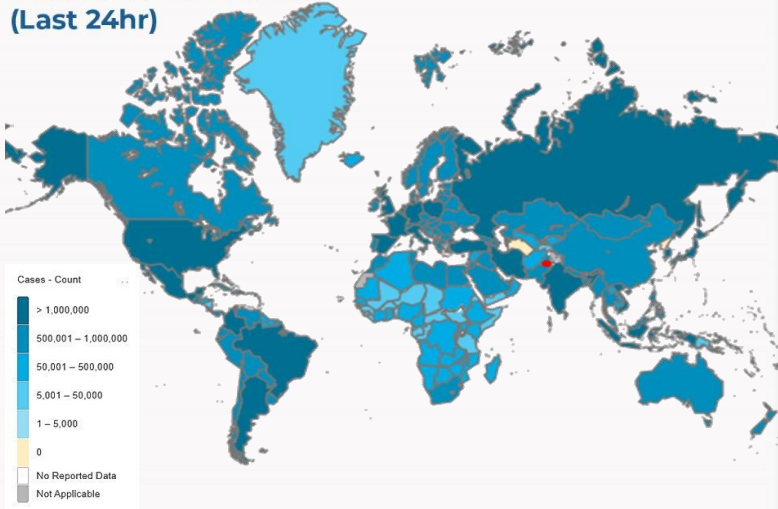 (Last 24hr)
Cases - Count
> 1,000,000
500,001 – 1,000,000
50,001 – 500,000
5,001 – 50,000
1 – 5,000
0
No Reported Data
Not Applicable